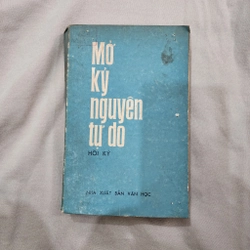 Mở
kỷ
nguyên
tự do
HỒI KÝ
NHÀ XUẤT BẢN VĂN HỌC